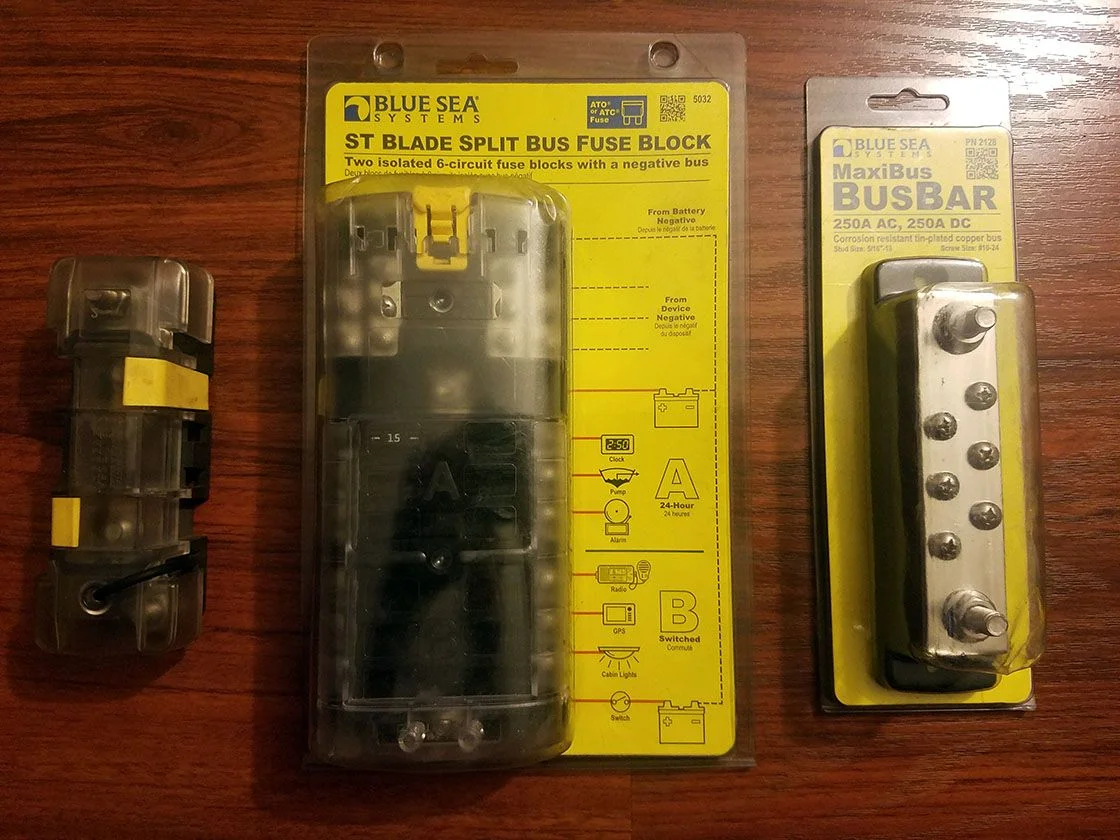 BLUE SEA®
SYSTEMS
ATO®
or ATC®
Fuse
5032
ST BLADE SPLIT BUS FUSE BLOCK
Two isolated 6-circuit fuse blocks with a negative bus
From Battery
Negative
Depuis le négatif de la batterie
From
Device
Negative
Depuis le négatif
du dispositif
15
A
2:50
Clock
Pump
Alarm
A
24-Hour
24 heures
Radio
GPS
Cabin Lights
Switch
B
Switched
Commuté
BLUE SEA
SYSTEMS
PN 2128
MaxiBus
BUSBAR
250A AC, 250A DC
Corrosion resistant tin-plated copper bus
Stud Size: 5/16"-18
Screw Size: #10-24